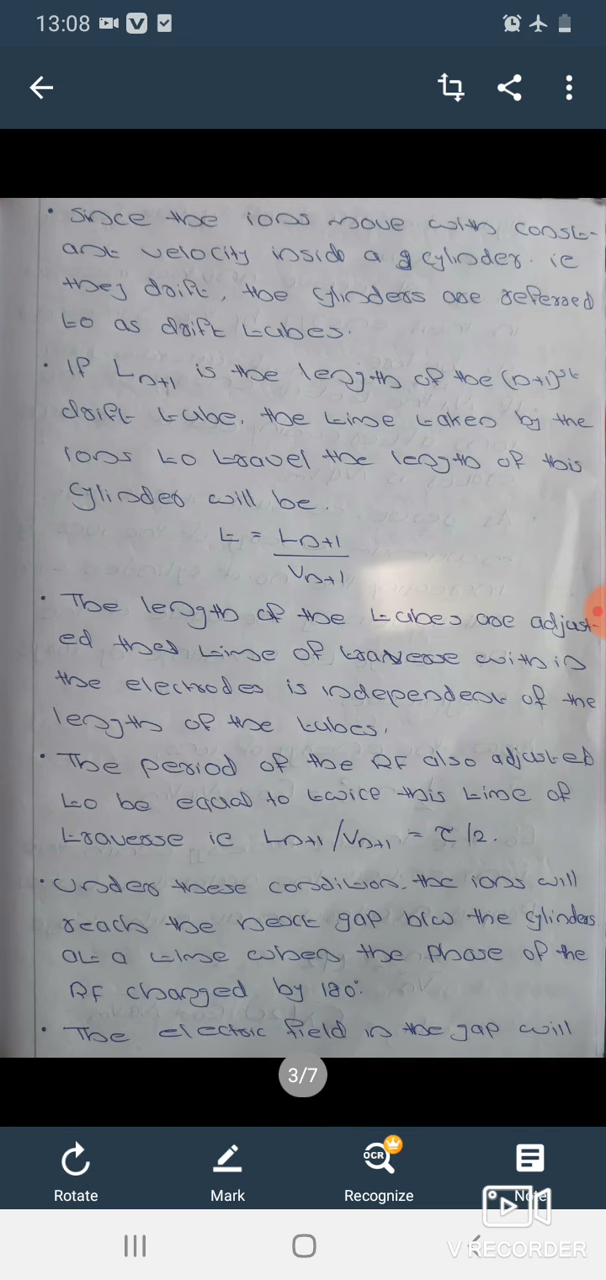 13:08
• Since the ions move with const-
ant velocity inside a cylinder. ie
they drift, the cylinders are referred
to as drift tubes.
• If Ln+1 is the length of the (n+1)st
drift tube, the time taken by the
ions to travel the length of this
cylinder will be.
t = Ln+1
Vn+1
• The length of the tubes are adjust-
ed that time of traverse within
the electrodes is independent of the
length of the tubes.
• The period of the RF also adjusted
to be equal to twice this time of
traverse ie Ln+1/Vn+1 = τ/2.
• Under these condition. the ions will
reach the next gap b/w the cylinders
at a time when the phase of the
RF changed by 180°.
• The electric field in the gap will
3/7
OCR
Rotate Mark Recognize Note
V RECORDER